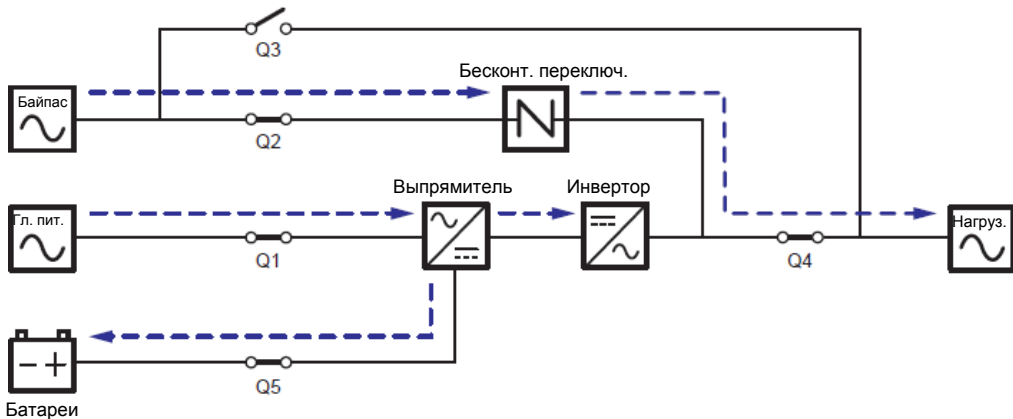 Q3
Бесконт. переключ.
Байпас
Q2
Выпрямитель
Инвертор
Гл. пит.
Нагруз.
Q1
Q4
Q5
Батареи